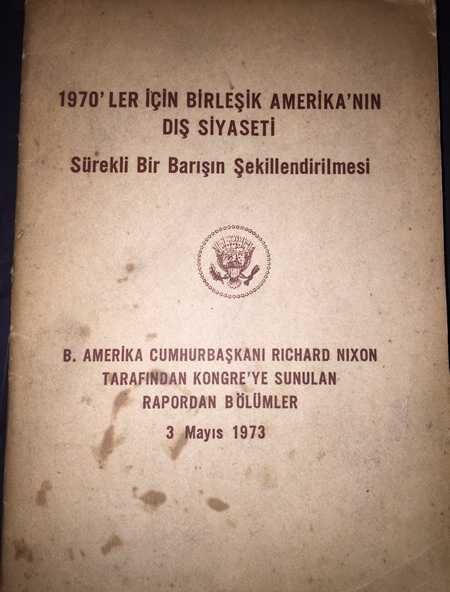 1970'LER İÇİN BİRLEŞİK AMERİKA'NIN
DIŞ SİYASETİ
Sürekli Bir Barışın Şekillendirilmesi
B. AMERİKA CUMHURBAŞKANI RICHARD NIXON
TARAFINDAN KONGRE'YE SUNULAN
RAPORDAN BÖLÜMLER
3 Mayıs 1973